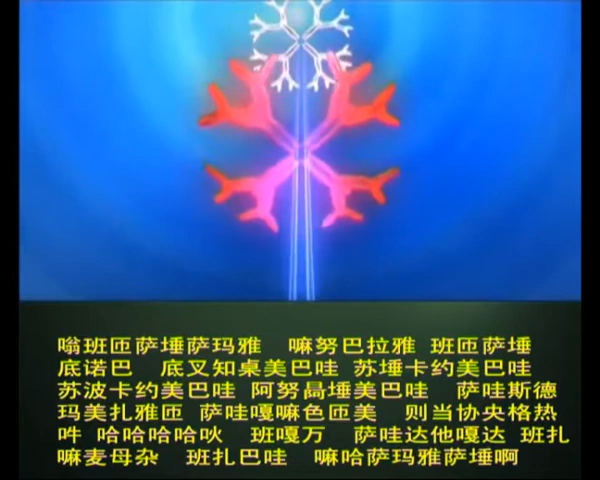 嗡班匝萨埵萨玛雅 嘛努巴拉雅 班匝萨埵
底诺巴 底叉知桌美巴哇 苏埵卡约美巴哇
苏波卡约美巴哇 阿努曷埵美巴哇 萨哇斯德
玛美扎雅匝 萨哇嘎嘛色匝美 则当协央格热
吽 哈哈哈哈吙 班嘎万 萨哇达他嘎达 班扎
嘛麦母杂 班扎巴哇 嘛哈萨玛雅萨埵啊